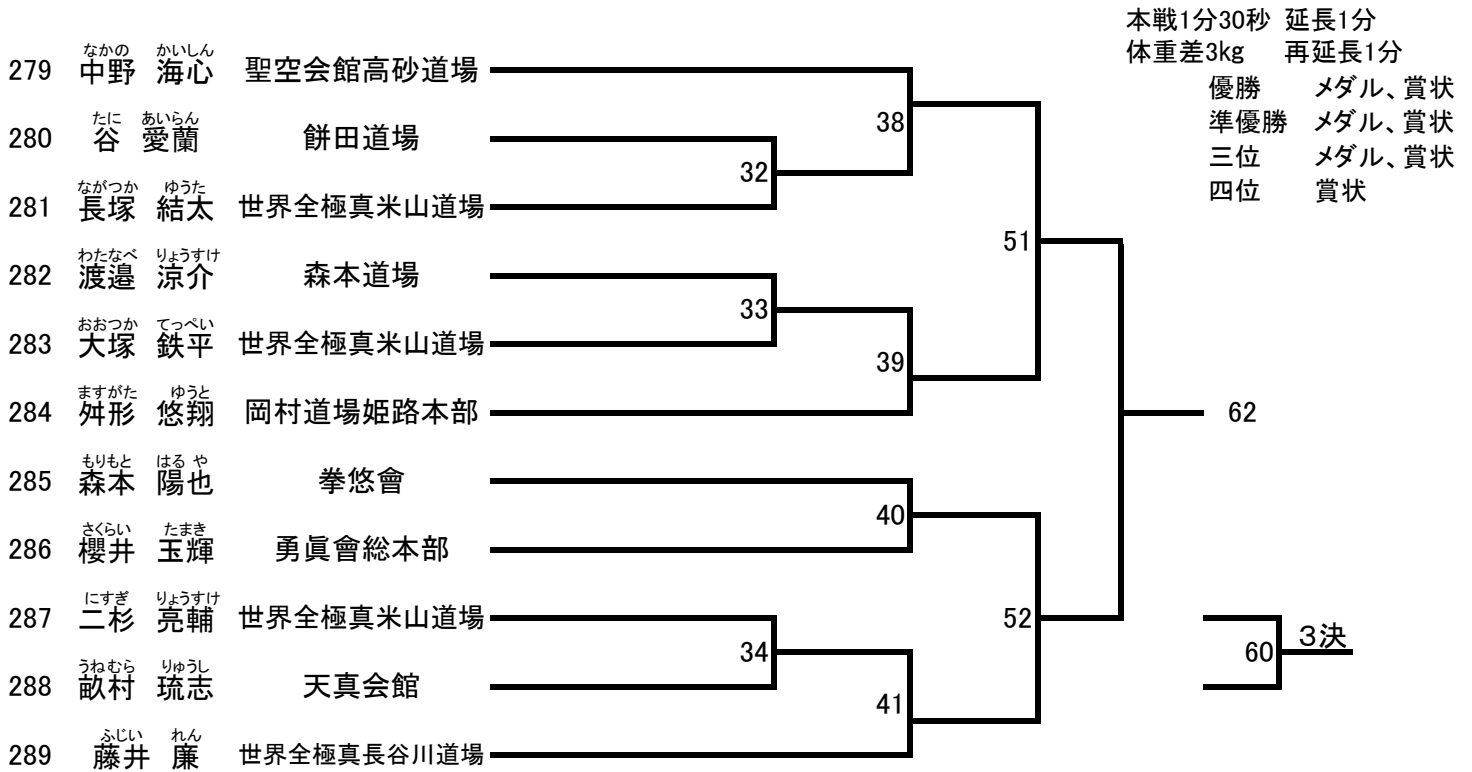 本戦1分30秒 延長1分
体重差3kg 再延長1分
優勝 メダル、賞状
準優勝 メダル、賞状
三位 メダル、賞状
四位 賞状
なかの かいしん
279 中野 海心 聖空会館高砂道場
たに あいらん
280 谷 愛蘭 餅田道場
ながつか ゆうた
281 長塚 結太 世界全極真米山道場
わたなべ りょうすけ
282 渡邉 涼介 森本道場
おおつか てっぺい
283 大塚 鉄平 世界全極真米山道場
ますがた ゆうと
284 舛形 悠翔 岡村道場姫路本部
もりもと はる や
285 森本 陽也 拳悠會
さくらい たまき
286 櫻井 玉輝 勇眞會総本部
にすぎ りょうすけ
287 二杉 亮輔 世界全極真米山道場
うねむら りゅうし
288 畝村 琉志 天真会館
ふじい れん
289 藤井 廉 世界全極真長谷川道場
38
32
51
33
39
62
40
52
34
41
60 3決